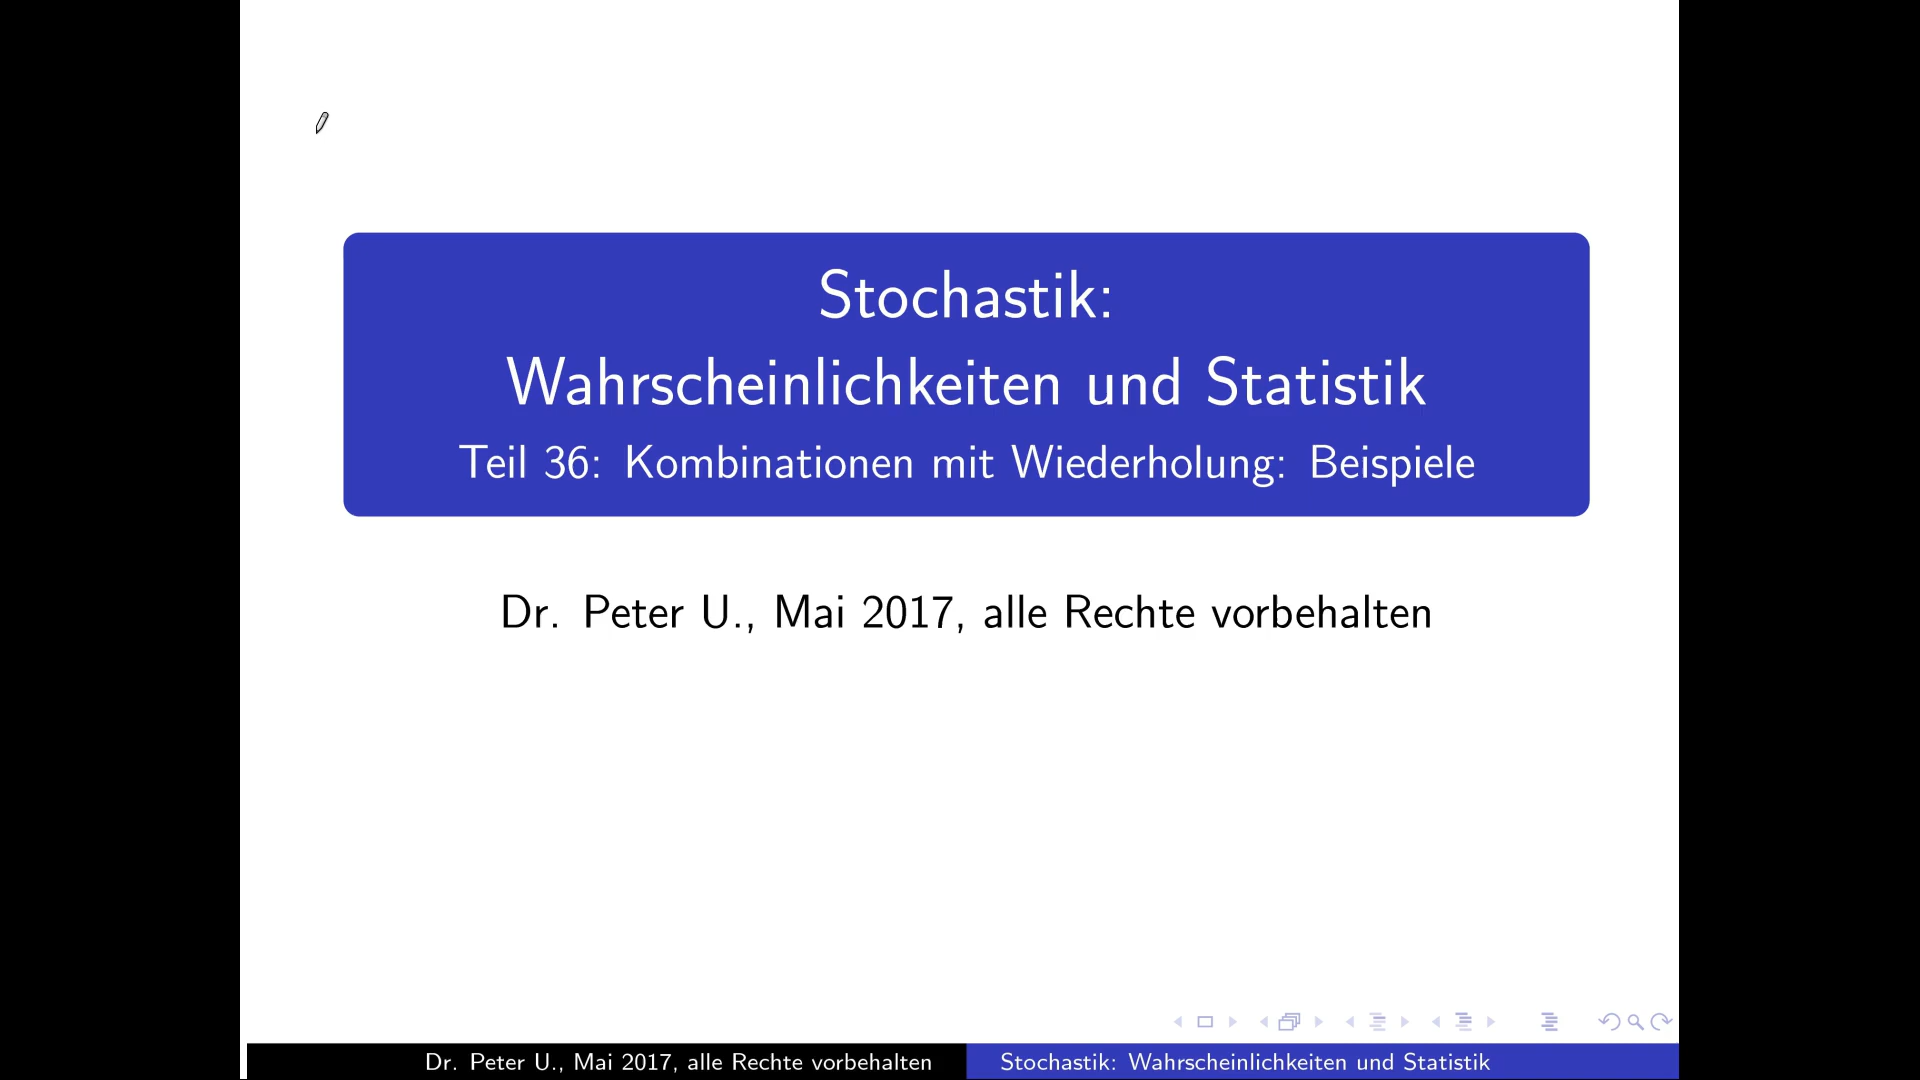 Stochastik:
Wahrscheinlichkeiten und Statistik
Teil 36: Kombinationen mit Wiederholung: Beispiele
Dr. Peter U., Mai 2017, alle Rechte vorbehalten
Dr. Peter U., Mai 2017, alle Rechte vorbehalten
Stochastik: Wahrscheinlichkeiten und Statistik